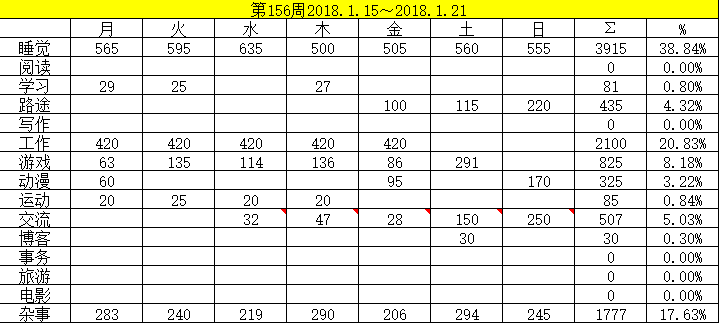 第156周2018.1.15～2018.1.21
月 火 水 木 金 土 日 Σ %
睡觉 565 595 635 500 505 560 555 3915 38.84%
阅读 0 0.00%
学习 29 25 27 81 0.80%
路途 100 115 220 435 4.32%
写作 0 0.00%
工作 420 420 420 420 420 2100 20.83%
游戏 63 135 114 136 86 291 825 8.18%
动漫 60 95 170 325 3.22%
运动 20 25 20 20 85 0.84%
交流 32 47 28 150 250 507 5.03%
博客 30 30 0.30%
事务 0 0.00%
旅游 0 0.00%
电影 0 0.00%
杂事 283 240 219 290 206 294 245 1777 17.63%